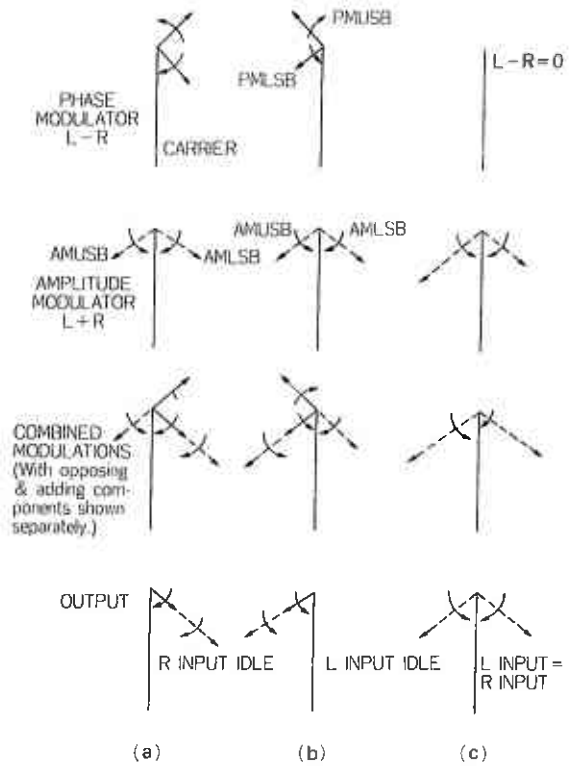 PMUSB
L-R=0
PMLSB
PHASE
MODULATOR
L-R
CARRIER
AMUSB
AMLSB
AMUSB
AMLSB
AMPLITUDE
MODULATOR
L+R
COMBINED
MODULATIONS
(With opposing
& adding com-
ponents shown
separately.)
OUTPUT
R INPUT IDLE
L INPUT IDLE
L INPUT =
R INPUT
(a)
(b)
(c)